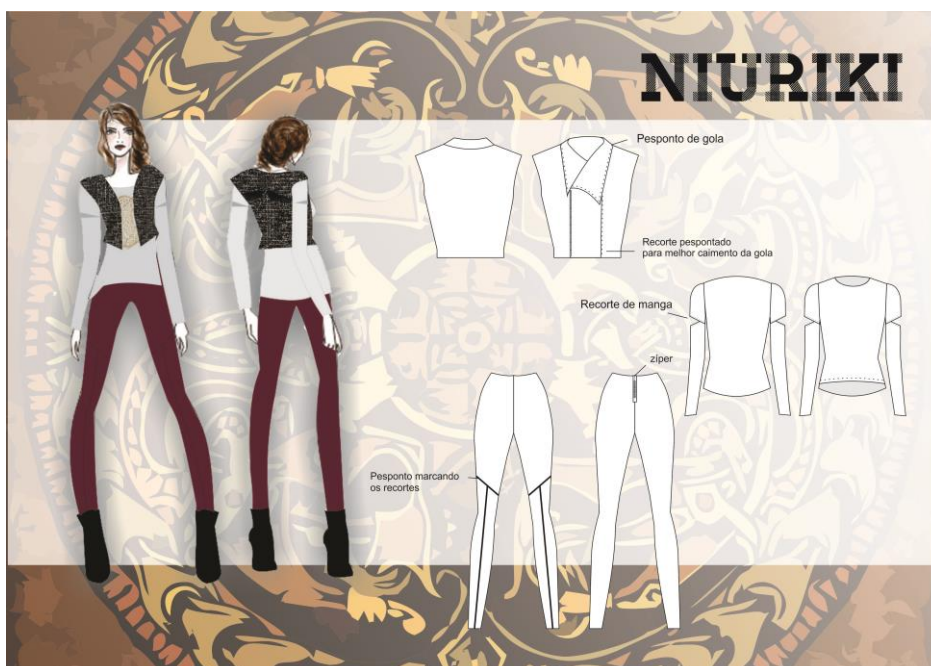 NIURIKI
Pesponto de gola
Recorte pespontado
para melhor caimento da gola
Recorte de manga
zíper
Pesponto marcando
os recortes